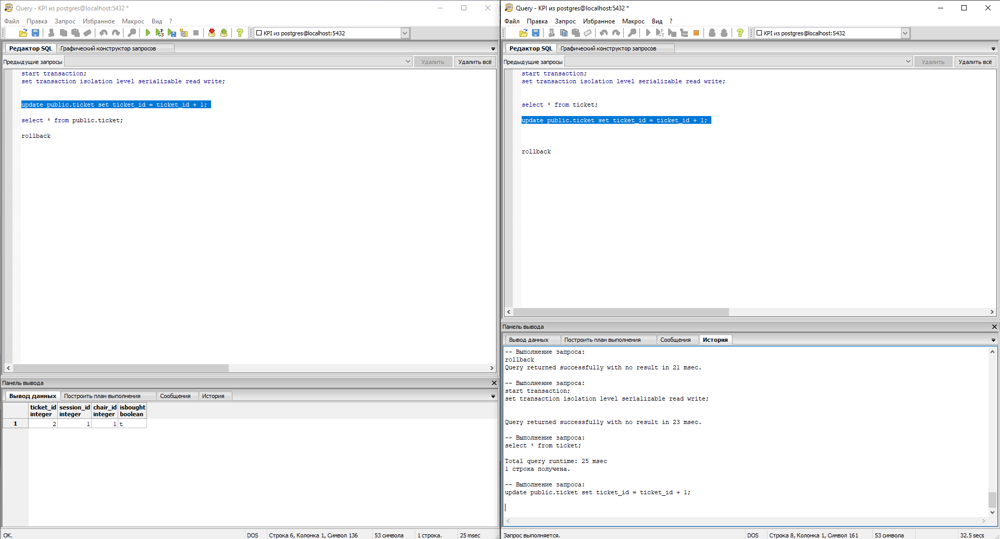 Query - KPI из postgres@localhost:5432 *
Файл Правка Запрос Избранное Макрос Вид ?
KPI из postgres@localhost:5432
Редактор SQL Графический конструктор запросов
Предыдущие запросы Удалить Удалить всё
start transaction;
set transaction isolation level serializable read write;
update public.ticket set ticket_id = ticket_id + 1;
select * from public.ticket;
rollback
Панель вывода
Вывод данных Построить план выполнения Сообщения История
ticket_id session_id chair_id isbought
integer integer integer boolean
1 2 1 1 t
OK. DOS Строка 6, Колонка 1, Символ 136 53 символа 1 строка. 25 msec
Query - KPI из postgres@localhost:5432 *
Файл Правка Запрос Избранное Макрос Вид ?
KPI из postgres@localhost:5432
Редактор SQL Графический конструктор запросов
Предыдущие запросы Удалить Удалить всё
start transaction;
set transaction isolation level serializable read write;
select * from ticket;
update public.ticket set ticket_id = ticket_id + 1;
rollback
Панель вывода
Вывод данных Построить план выполнения Сообщения История
-- Выполнение запроса:
rollback
Query returned successfully with no result in 21 msec.
-- Выполнение запроса:
start transaction;
set transaction isolation level serializable read write;
Query returned successfully with no result in 23 msec.
-- Выполнение запроса:
select * from ticket;
Total query runtime: 25 msec
1 строка получена.
-- Выполнение запроса:
update public.ticket set ticket_id = ticket_id + 1;
Запрос выполняется. DOS Строка 8, Колонка 1, Символ 161 53 символа 32.5 secs